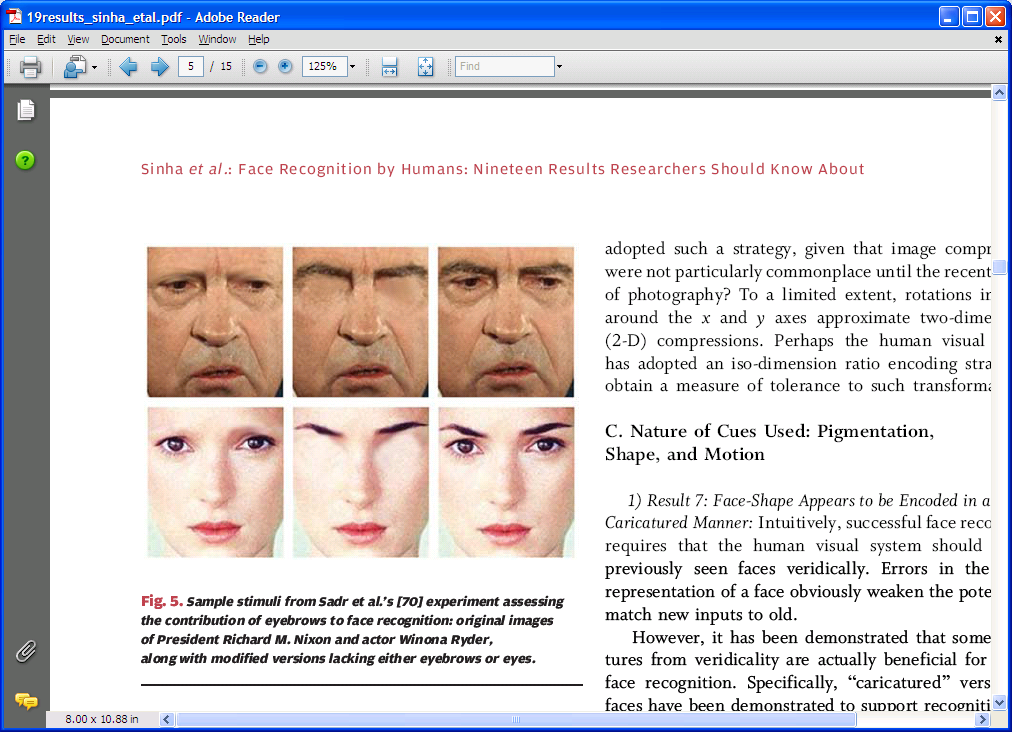 19results_sinha_etal.pdf - Adobe Reader
File Edit View Document Tools Window Help
5 / 15 125% Find
Sinha et al.: Face Recognition by Humans: Nineteen Results Researchers Should Know About
Fig. 5. Sample stimuli from Sadr et al.'s [70] experiment assessing
the contribution of eyebrows to face recognition: original images
of President Richard M. Nixon and actor Winona Ryder,
along with modified versions lacking either eyebrows or eyes.
adopted such a strategy, given that image compr
were not particularly commonplace until the recent
of photography? To a limited extent, rotations in
around the x and y axes approximate two-dime
(2-D) compressions. Perhaps the human visual
has adopted an iso-dimension ratio encoding stra
obtain a measure of tolerance to such transforma
C. Nature of Cues Used: Pigmentation,
Shape, and Motion
1) Result 7: Face-Shape Appears to be Encoded in a
Caricatured Manner: Intuitively, successful face reco
requires that the human visual system should
previously seen faces veridically. Errors in the
representation of a face obviously weaken the pote
match new inputs to old.
However, it has been demonstrated that some
tures from veridicality are actually beneficial for
face recognition. Specifically, “caricatured” vers
faces have been demonstrated to support recogniti
8.00 x 10.88 in